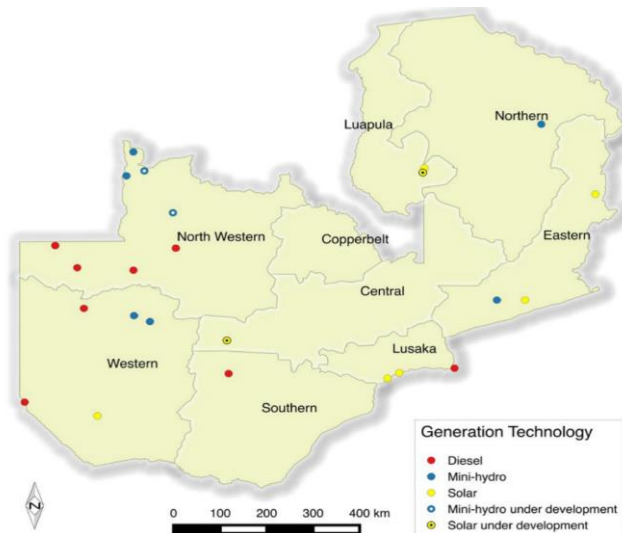 Northern
Luapula
North Western
Copperbelt
Eastern
Central
Western
Lusaka
Southern
Generation Technology
Diesel
Mini-hydro
Solar
Mini-hydro under development
Solar under development
N
0 100 200 300 400 km